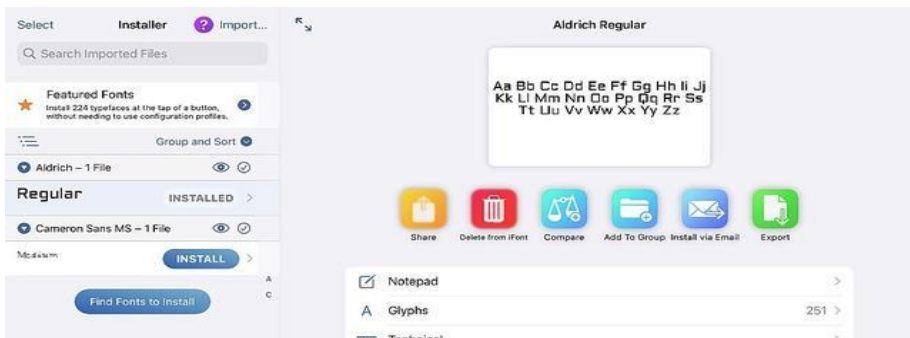 Select Installer ? Import...
Search Imported Files
Featured Fonts
Install 224 typefaces at the tap of a button,
without needing to use configuration profiles.
Group and Sort
Aldrich – 1 File
Regular INSTALLED
Cameron Sans MS – 1 File
Medium INSTALL
A
C
Find Fonts to Install
Aldrich Regular
Aa Bb Cc Dd Ee Ff Gg Hh Ii Jj
Kk Ll Mm Nn Oo Pp Qq Rr Ss
Tt Uu Vv Ww Xx Yy Zz
Share Delete from iFont Compare Add To Group Install via Email Export
Notepad
A Glyphs 251
Technical